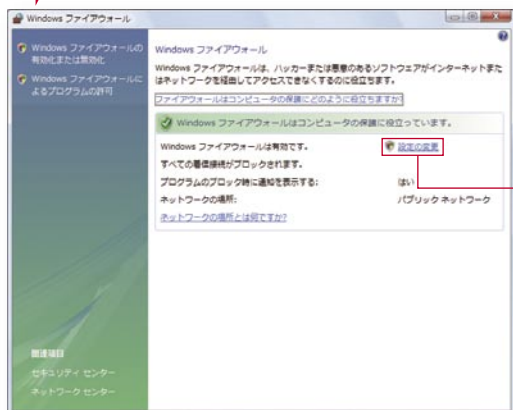 Windows ファイアウォール
Windows ファイアウォールの
有効化または無効化
Windows ファイアウォールに
よるプログラムの許可
Windows ファイアウォール
Windows ファイアウォールは、ハッカーまたは悪意のあるソフトウェアがインターネットまた
はネットワークを経由してアクセスできなくするのに役立ちます。
ファイアウォールはコンピュータの保護にどのように役立ちますか?
Windows ファイアウォールはコンピュータの保護に役立っています。
Windows ファイアウォールは有効です。
設定の変更
すべての着信接続がブロックされます。
プログラムのブロック時に通知を表示する: はい
ネットワークの場所: パブリック ネットワーク
ネットワークの場所とは何ですか?
関連項目
セキュリティ センター
ネットワーク センター